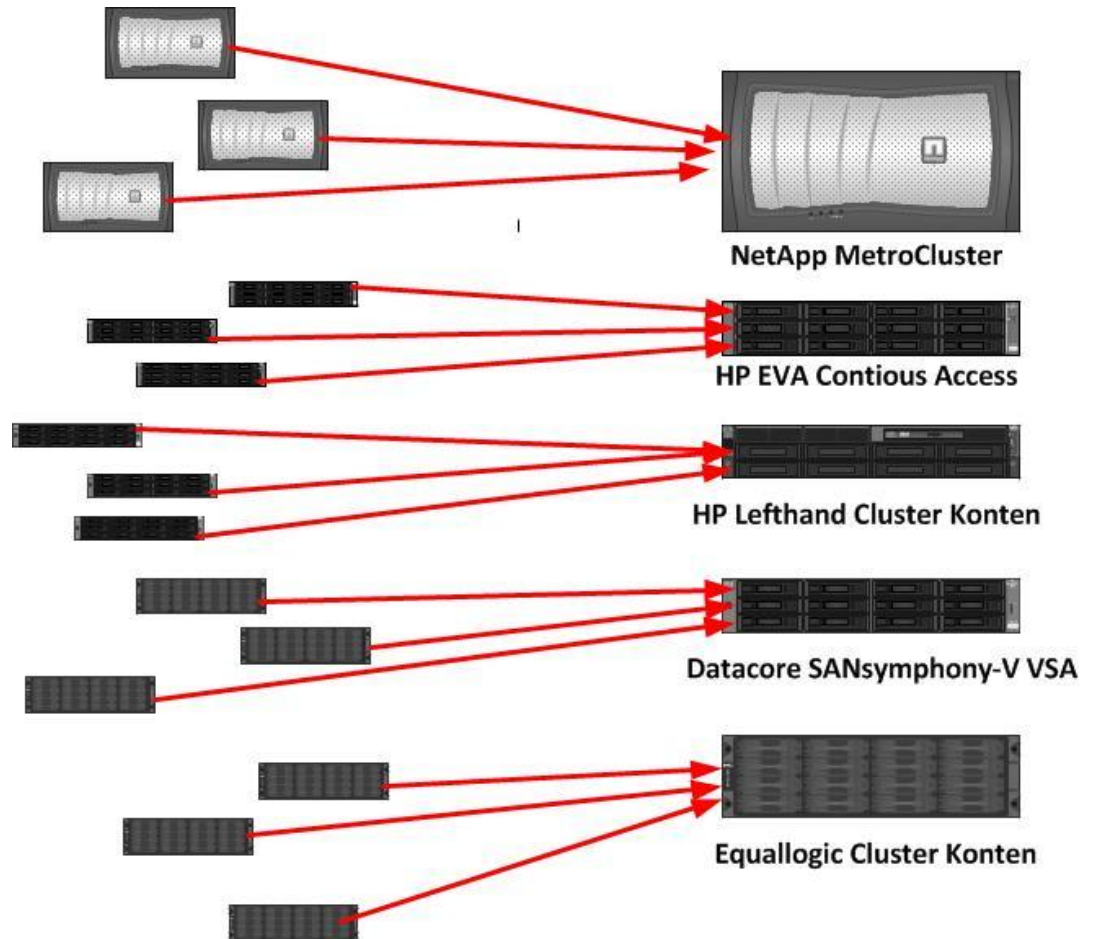 NetApp MetroCluster
HP EVA Contious Access
HP Lefthand Cluster Konten
Datacore SANsymphony-V VSA
Equallogic Cluster Konten